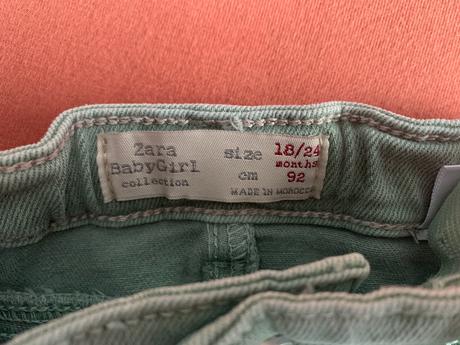 Zara
BabyGirl
collection
size 18/24
months
cm 92
MADE IN MOROCCO